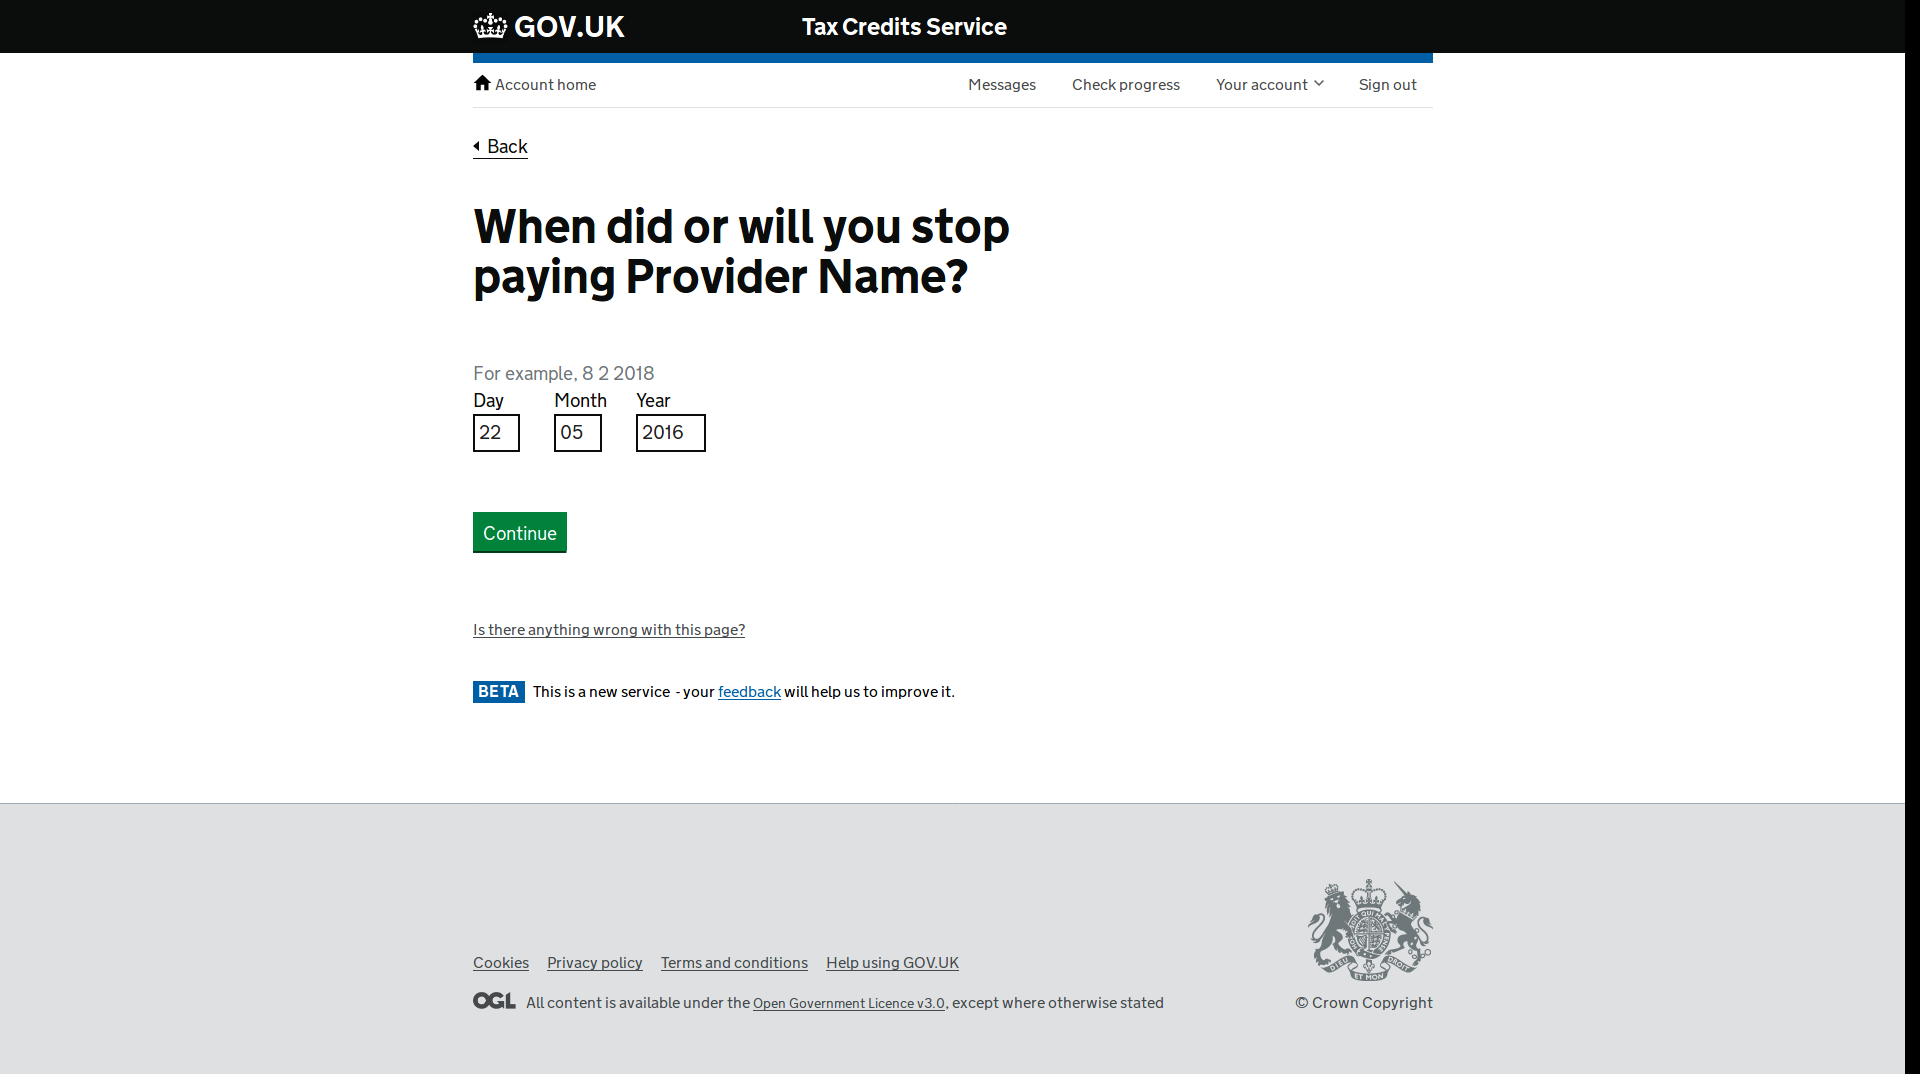 GOV.UK
Tax Credits Service
Account home
Messages
Check progress
Your account
Sign out
Back
When did or will you stop
paying Provider Name?
For example, 8 2 2018
Day
Month
Year
22
05
2016
Continue
Is there anything wrong with this page?
BETA This is a new service - your feedback will help us to improve it.
Cookies
Privacy policy
Terms and conditions
Help using GOV.UK
OGL All content is available under the Open Government Licence v3.0, except where otherwise stated
© Crown Copyright